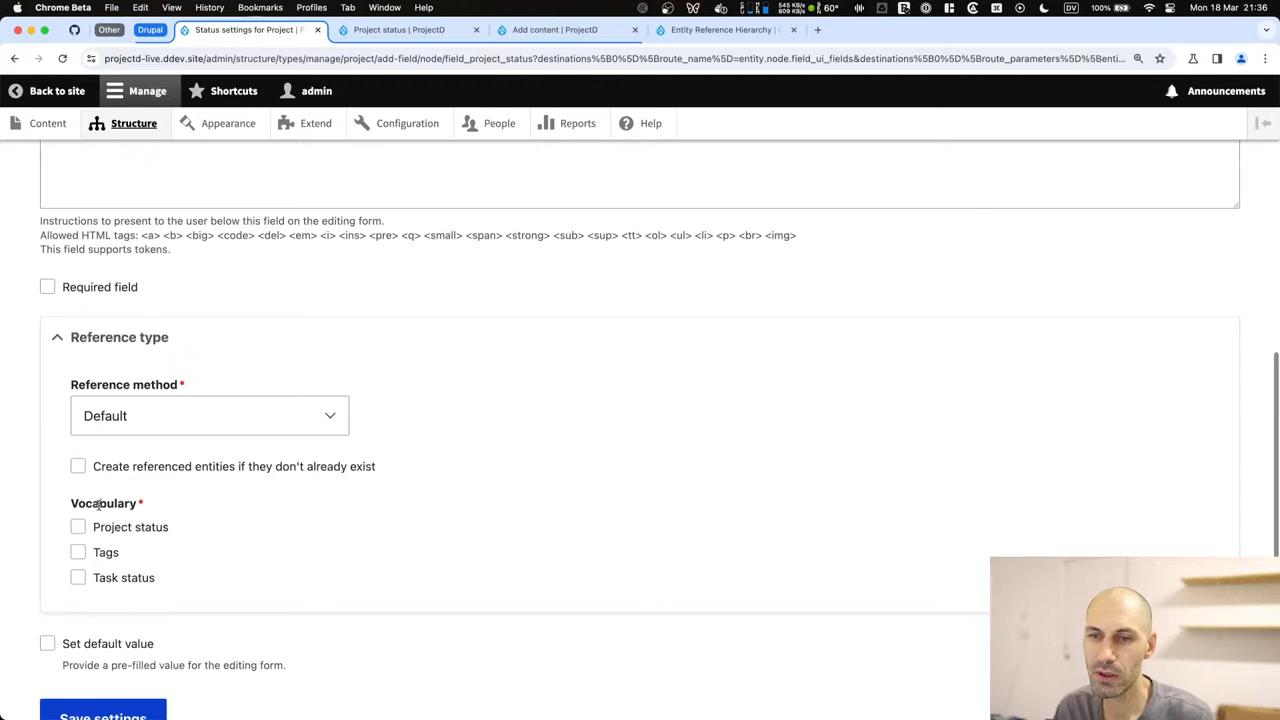 Chrome Beta File Edit View History Bookmarks Profiles Tab Window Help 100% Mon 18 Mar 21:36
Other Drupal Status settings for Project | P Project status | ProjectD Add content | ProjectD Entity Reference Hierarchy | D
projectd-live.ddev.site/admin/structure/types/manage/project/add-field/node/field_project_status?destinations%5B0%5D%5Broute_name%5D=entity.node.field_ui_fields&destinations%5B0%5D%5Broute_parameters%5D%5Benti...
Back to site Manage Shortcuts admin Announcements
Content Structure Appearance Extend Configuration People Reports Help
Instructions to present to the user below this field on the editing form.
Allowed HTML tags: <a> <b> <big> <code> <del> <em> <i> <ins> <pre> <q> <small> <span> <strong> <sub> <sup> <tt> <ol> <ul> <li> <p> <br> <img>
This field supports tokens.
Required field
Reference type
Reference method*
Default
Create referenced entities if they don't already exist
Vocabulary*
Project status
Tags
Task status
Set default value
Provide a pre-filled value for the editing form.
Save settings